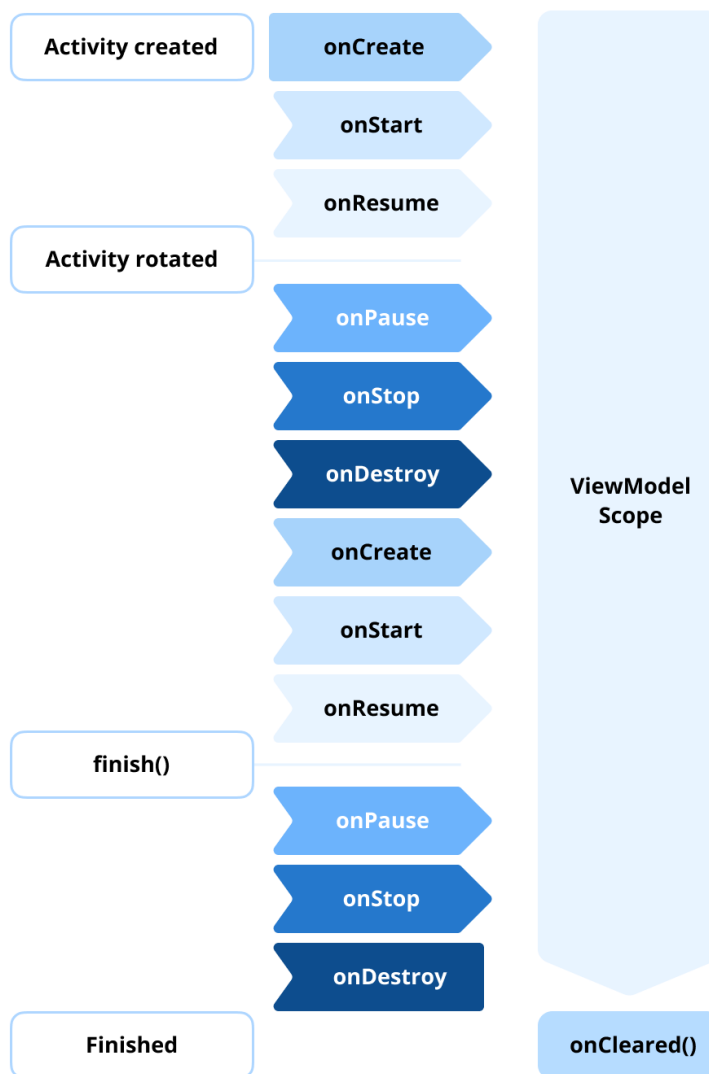 Activity created
onCreate
onStart
onResume
Activity rotated
onPause
onStop
onDestroy
onCreate
onStart
onResume
finish()
onPause
onStop
onDestroy
Finished
ViewModel
Scope
onCleared()